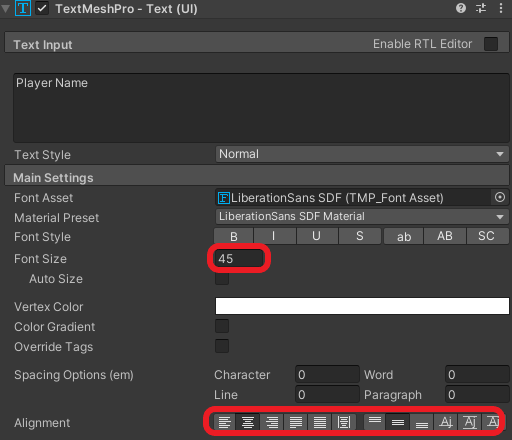 TextMeshPro - Text (UI)
Text Input Enable RTL Editor
Player Name
Text Style Normal
Main Settings
Font Asset LiberationSans SDF (TMP_Font Asset)
Material Preset LiberationSans SDF Material
Font Style B I U S ab AB SC
Font Size 45
Auto Size
Vertex Color
Color Gradient
Override Tags
Spacing Options (em) Character 0 Word 0
Line 0 Paragraph 0
Alignment